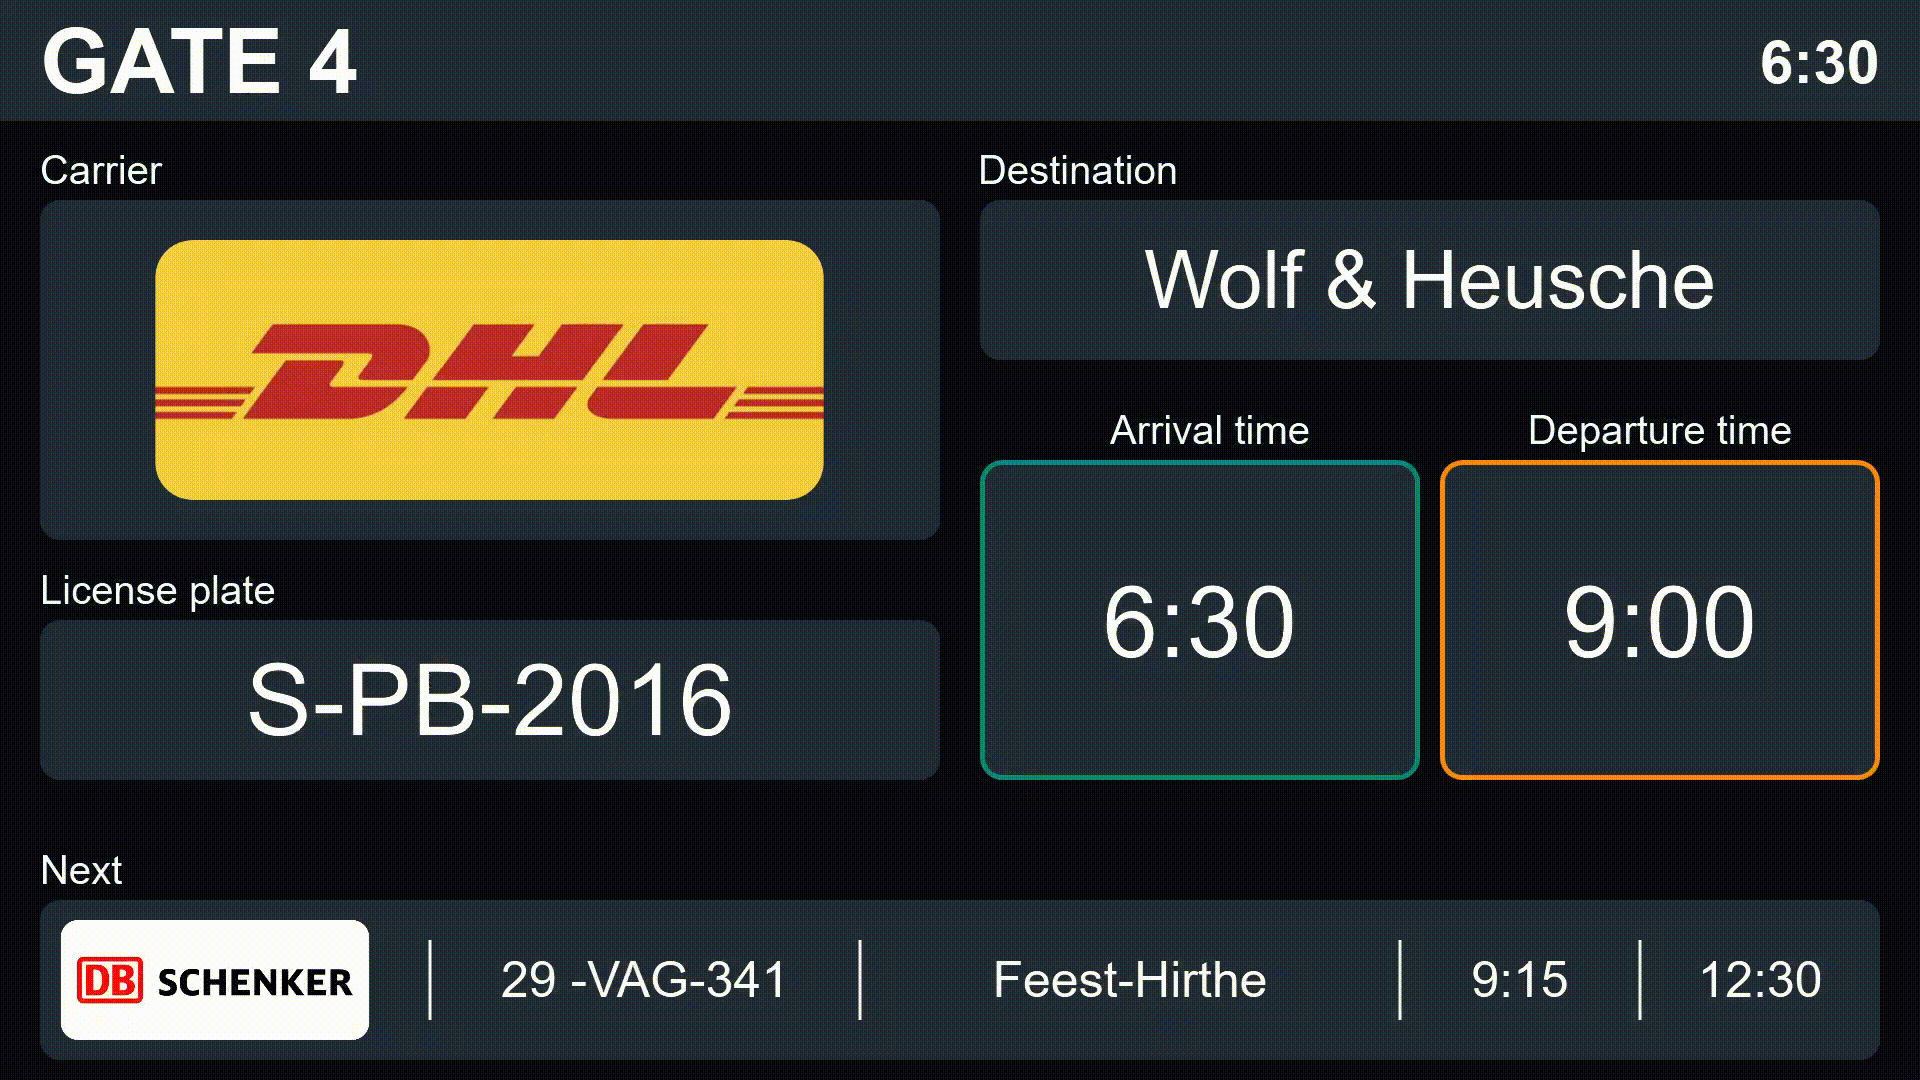 GATE 4
6:30
Carrier
Destination
DHL
Wolf & Heusche
Arrival time
Departure time
6:30
9:00
License plate
S-PB-2016
Next
DB SCHENKER
29 -VAG-341
Feest-Hirthe
9:15
12:30